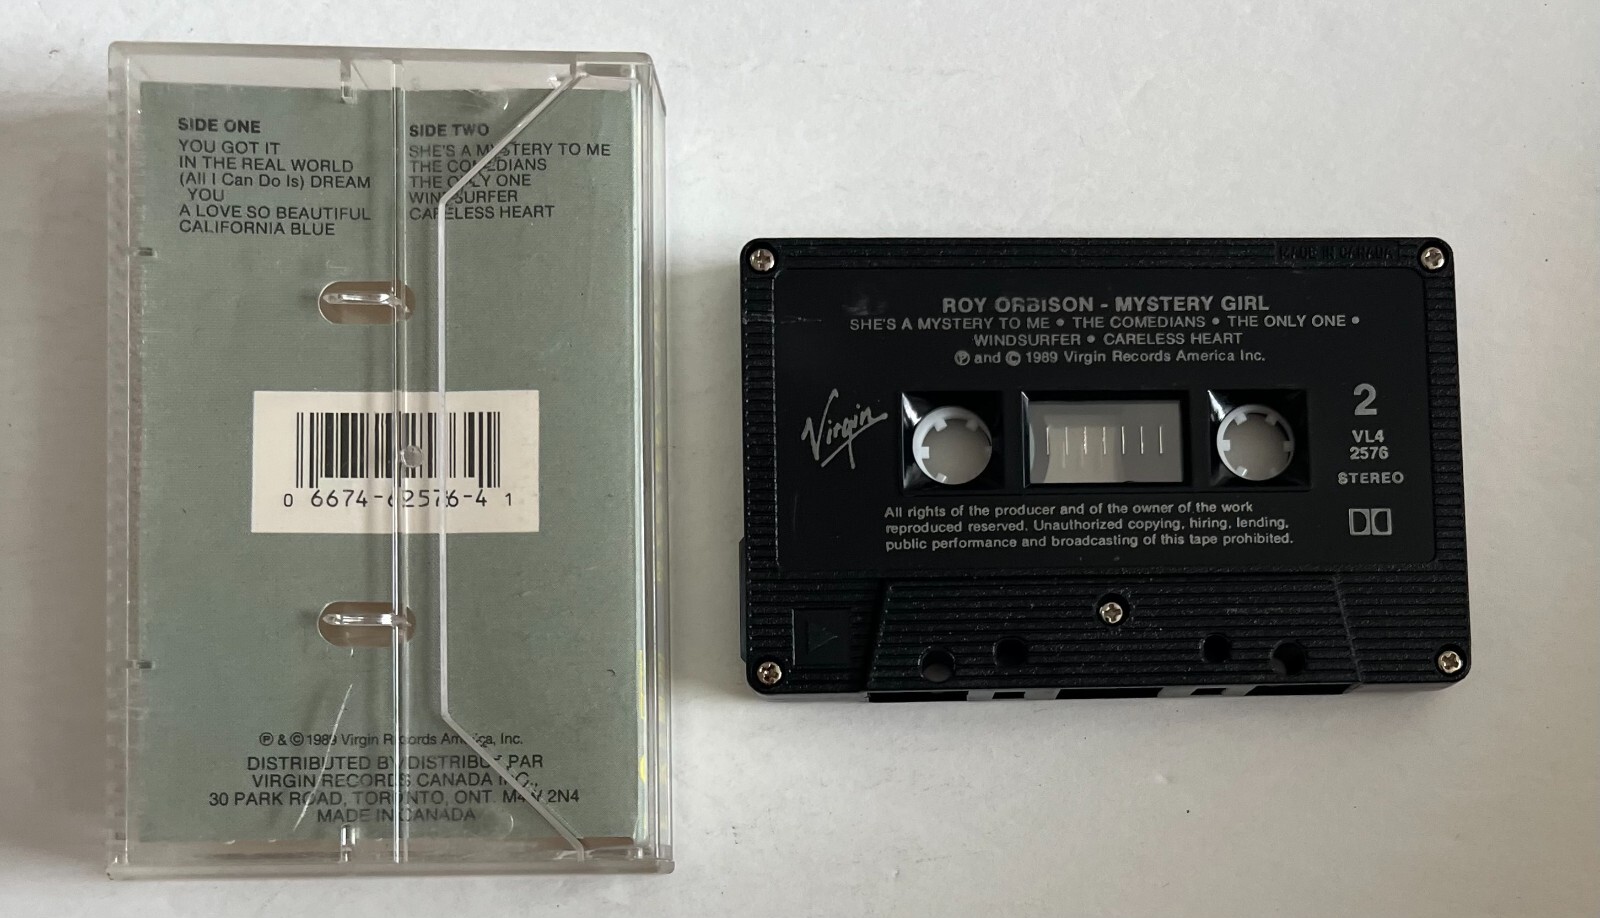 SIDE ONE
YOU GOT IT
IN THE REAL WORLD
(All I Can Do Is) DREAM
YOU
A LOVE SO BEAUTIFUL
CALIFORNIA BLUE
SIDE TWO
SHE'S A MYSTERY TO ME
THE COMEDIANS
THE ONLY ONE
WINDSURFER
CARELESS HEART
0 6674-62576-4 1
℗ & © 1989 Virgin Records America, Inc.
DISTRIBUTED BY/DISTRIBUE PAR
VIRGIN RECORDS CANADA INC.,
30 PARK ROAD, TORONTO, ONT. M4W 2N4
MADE IN CANADA
MADE IN CANADA
ROY ORBISON - MYSTERY GIRL
SHE'S A MYSTERY TO ME • THE COMEDIANS • THE ONLY ONE •
WINDSURFER • CARELESS HEART
℗ and © 1989 Virgin Records America Inc.
Virgin
2
VL4
2576
STEREO
All rights of the producer and of the owner of the work
reproduced reserved. Unauthorized copying, hiring, lending,
public performance and broadcasting of this tape prohibited.